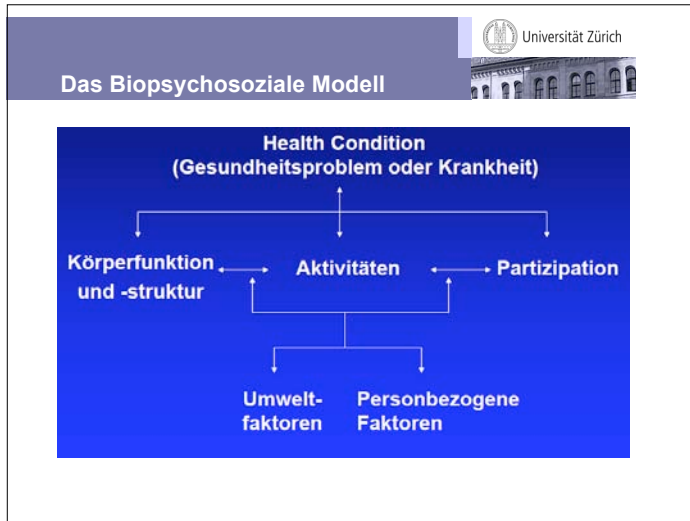 Universität Zürich
Das Biopsychosoziale Modell
Health Condition
(Gesundheitsproblem oder Krankheit)
Körperfunktion
und -struktur
Aktivitäten
Partizipation
Umwelt-
faktoren
Personbezogene
Faktoren